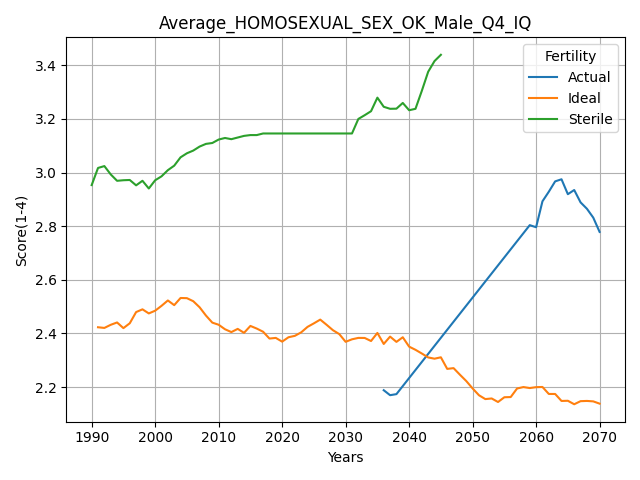 Average_HOMOSEXUAL_SEX_OK_Male_Q4_IQ
Fertility
Actual
Ideal
Sterile
Score(1-4)
3.4
3.2
3.0
2.8
2.6
2.4
2.2
1990 2000 2010 2020 2030 2040 2050 2060 2070
Years